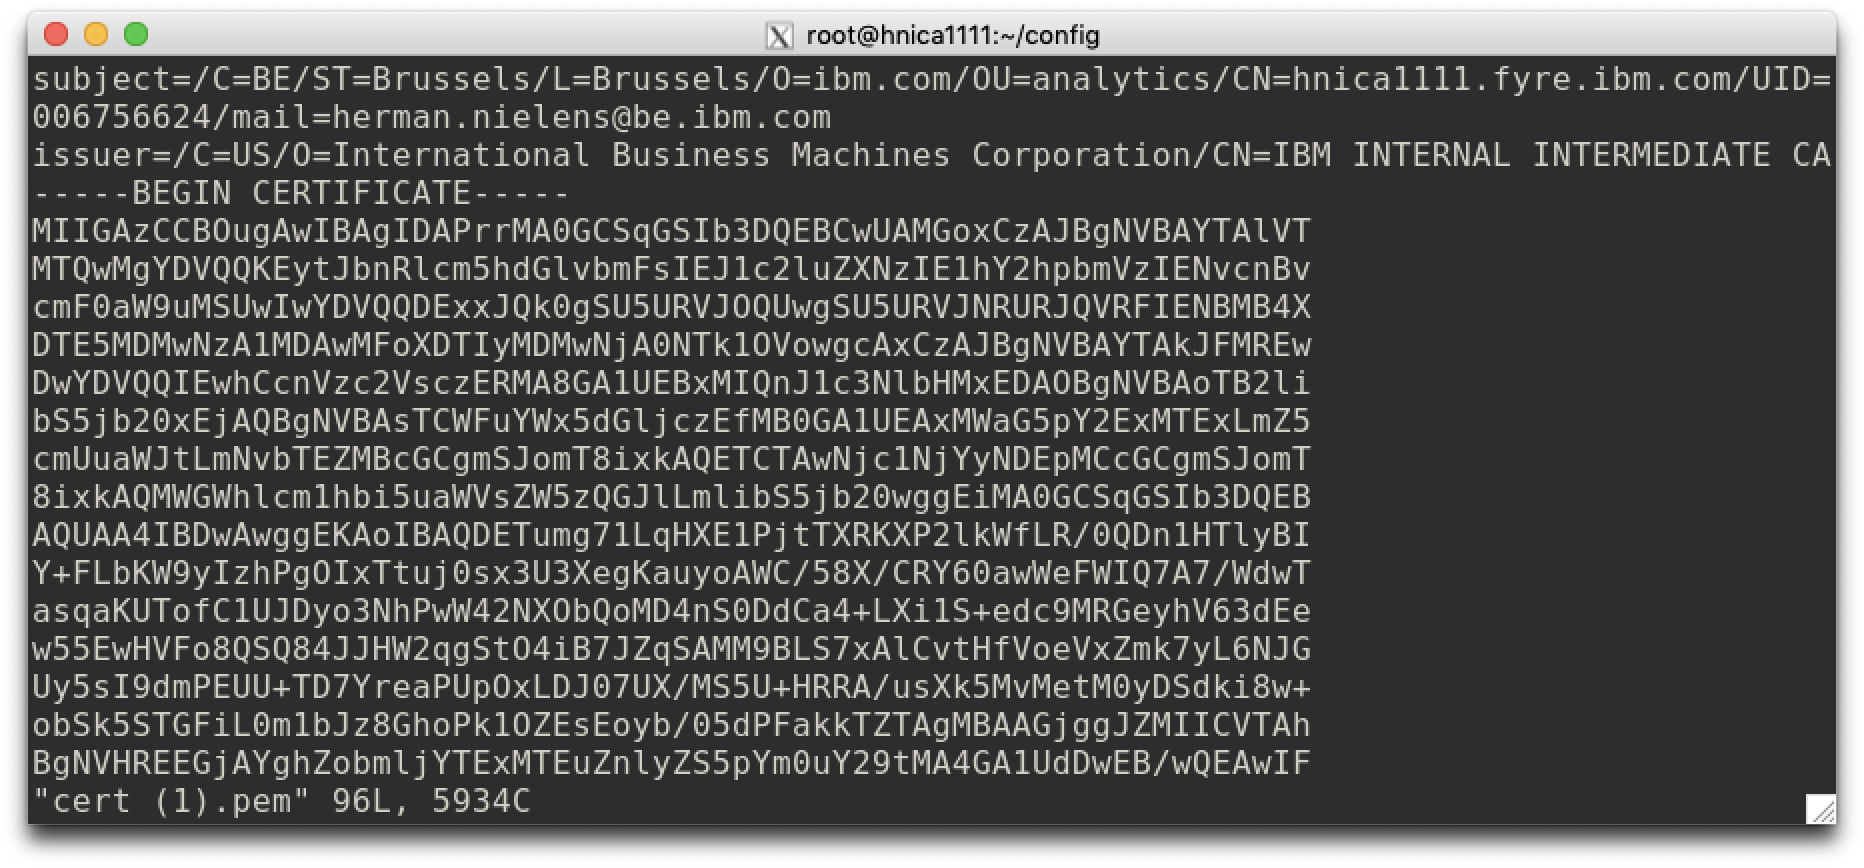 root@hnica1111:~/config
subject=/C=BE/ST=Brussels/L=Brussels/O=ibm.com/OU=analytics/CN=hnica1111.fyre.ibm.com/UID=
006756624/mail=herman.nielens@be.ibm.com
issuer=/C=US/O=International Business Machines Corporation/CN=IBM INTERNAL INTERMEDIATE CA
-----BEGIN CERTIFICATE-----
MIIGAzCCBOugAwIBAgIDAPrrMA0GCSqGSIb3DQEBCwUAMGoxCzAJBgNVBAYTAlVT
MTQwMgYDVQQKEytJbnRlcm5hdGlvbmFsIEJ1c2luZXNzIE1hY2hpbmVzIENvcnBv
cmF0aW9uMSUwIwYDVQQDExxJQk0gSU5URVJOQUwgSU5URVJNRURJQVRFIENBMB4X
DTE5MDMwNzA1MDAwMFoXDTIyMDMwNjA0NTk1OVowgcAxCzAJBgNVBAYTAkJFMREw
DwYDVQQIEwhCcnVzc2VsczERMA8GA1UEBxMIQnJ1c3NlbHMxEDAOBgNVBAoTB2li
bS5jb20xEjAQBgNVBAsTCWFuYWx5dGljczEfMB0GA1UEAxMWaG5pY2ExMTExLmZ5
cmUuaWJtLmNvbTEZMBcGCgmSJomT8ixkAQETCTAwNjc1NjYyNDEpMCcGCgmSJomT
8ixkAQMWGWhlcm1hbi5uaWVsZW5zQGJlLmlibS5jb20wggEiMA0GCSqGSIb3DQEB
AQUAA4IBDwAwggEKAoIBAQDETumg71LqHXE1PjtTXRKXP2lkWfLR/0QDn1HTlyBI
Y+FLbKW9yIzhPgOIxTtuj0sx3U3XegKauyoAWC/58X/CRY60awWeFWIQ7A7/WdwT
asqaKUTofC1UJDyo3NhPwW42NXObQoMD4nS0DdCa4+LXi1S+edc9MRGeyhV63dEe
w55EwHVFo8QSQ84JJHW2qgStO4iB7JZqSAMM9BLS7xAlCvtHfVoeVxZmk7yL6NJG
Uy5sI9dmPEUU+TD7YreaPUpOxLDJ07UX/MS5U+HRRA/usXk5MvMetM0yDSdki8w+
obSk5STGFiL0m1bJz8GhoPk1OZEsEoyb/05dPFakkTZTAgMBAAGjggJZMIICVTAh
BgNVHREEGjAYghZobmljYTExMTEuZnlyZS5pYm0uY29tMA4GA1UdDwEB/wQEAwIF
"cert (1).pem" 96L, 5934C